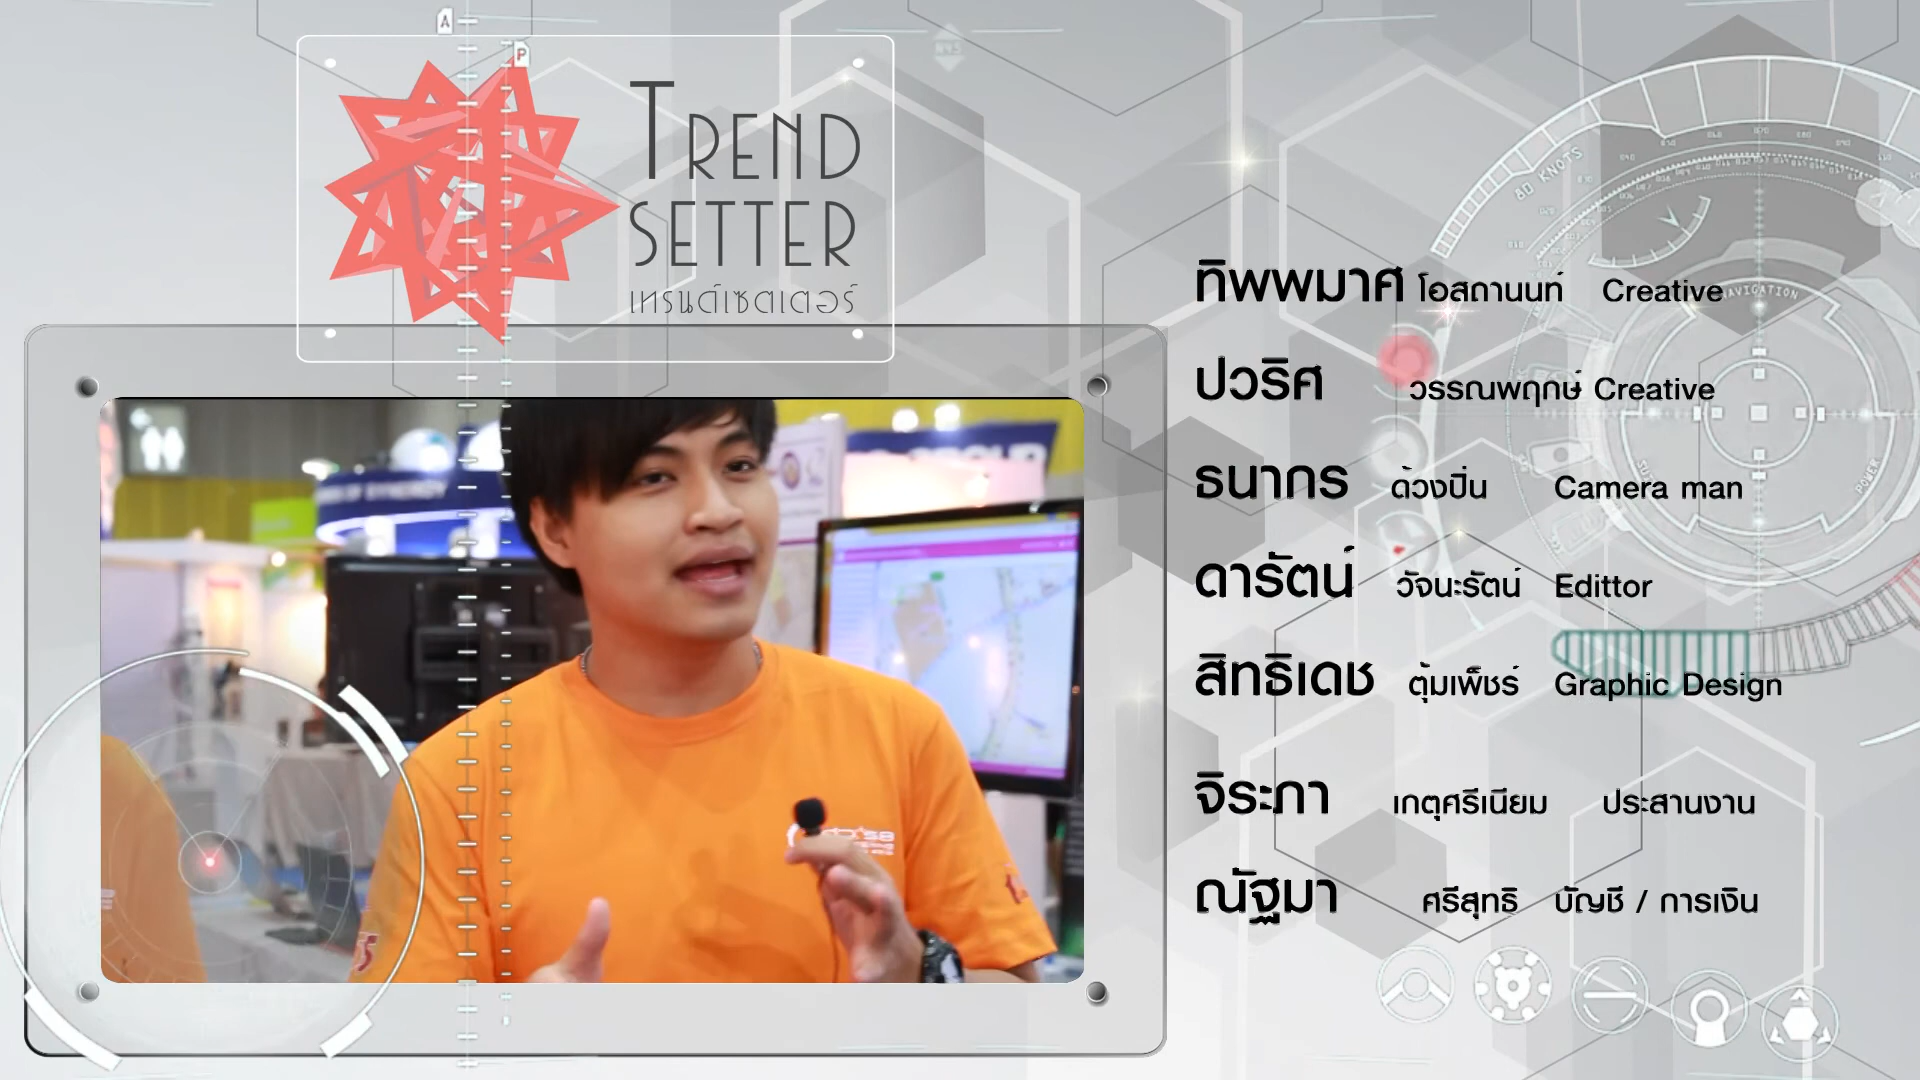 A
P
TREND
SETTER
เทรนด์เซตเตอร์
AD KNOTS
NAVIGATION
POWER
ทิพพมาศ โอสถานนท์ Creative
ปวริศ วรรณพฤกษ์ Creative
ธนากร ด้วงปิ่น Camera man
ดารัตน์ วัจนะรัตน์ Edittor
สิทธิเดช ตุ้มเพ็ชร์ Graphic Design
จิระภา เกตุศรีเนียม ประสานงาน
ณัฐมา ศรีสุทธิ บัญชี / การเงิน